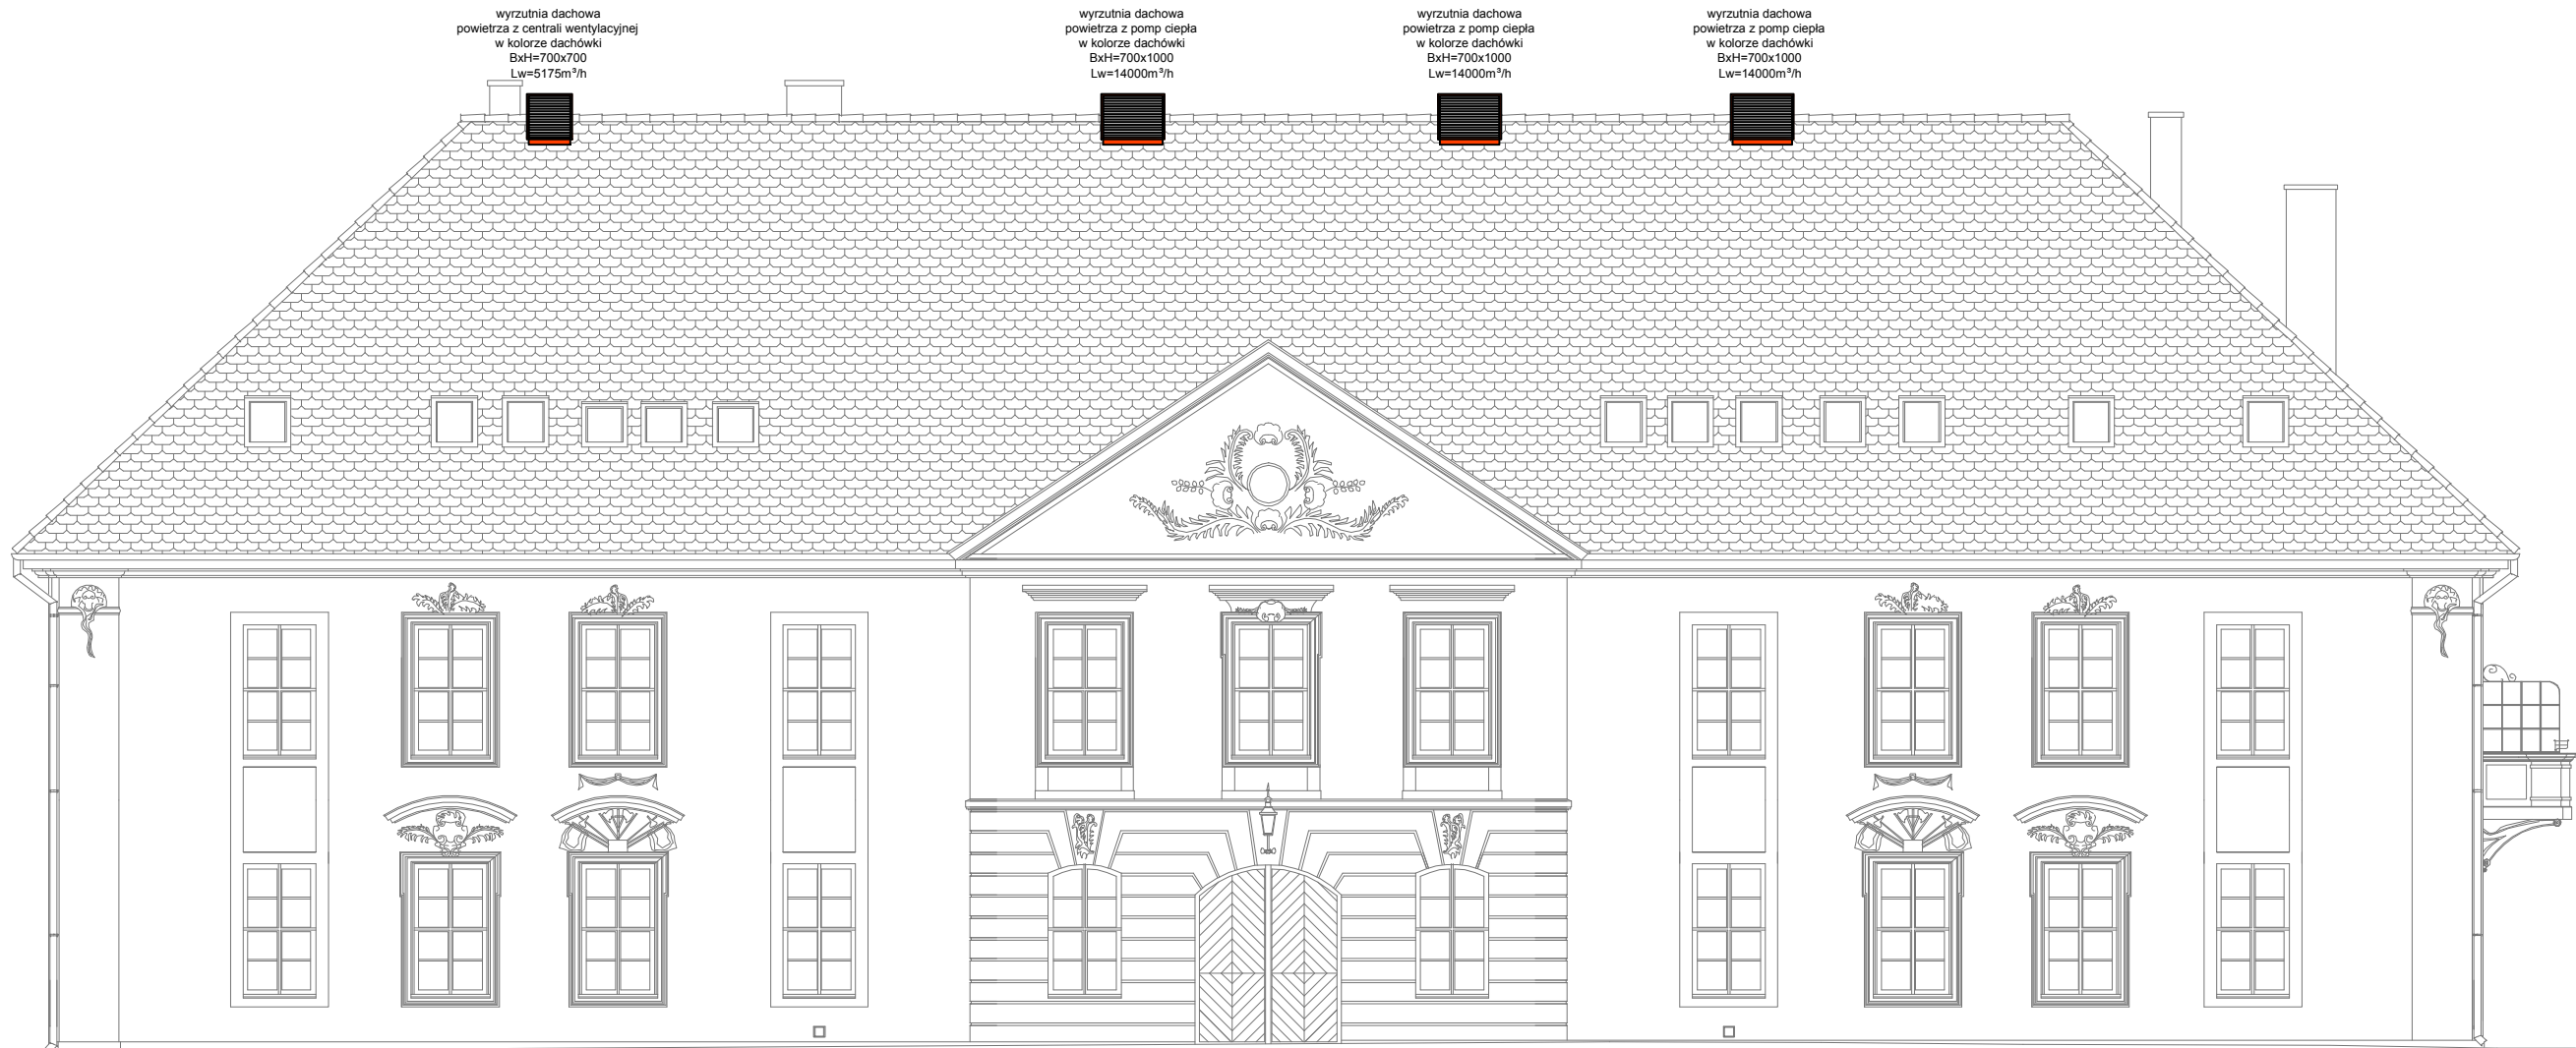 wyrzutnia dachowa
powietrza z centrali wentylacyjnej
w kolorze dachówki
BxH=700x700
Lw=5175m³/h
wyrzutnia dachowa
powietrza z pomp ciepła
w kolorze dachówki
BxH=700x1000
Lw=14000m³/h
wyrzutnia dachowa
powietrza z pomp ciepła
w kolorze dachówki
BxH=700x1000
Lw=14000m³/h
wyrzutnia dachowa
powietrza z pomp ciepła
w kolorze dachówki
BxH=700x1000
Lw=14000m³/h